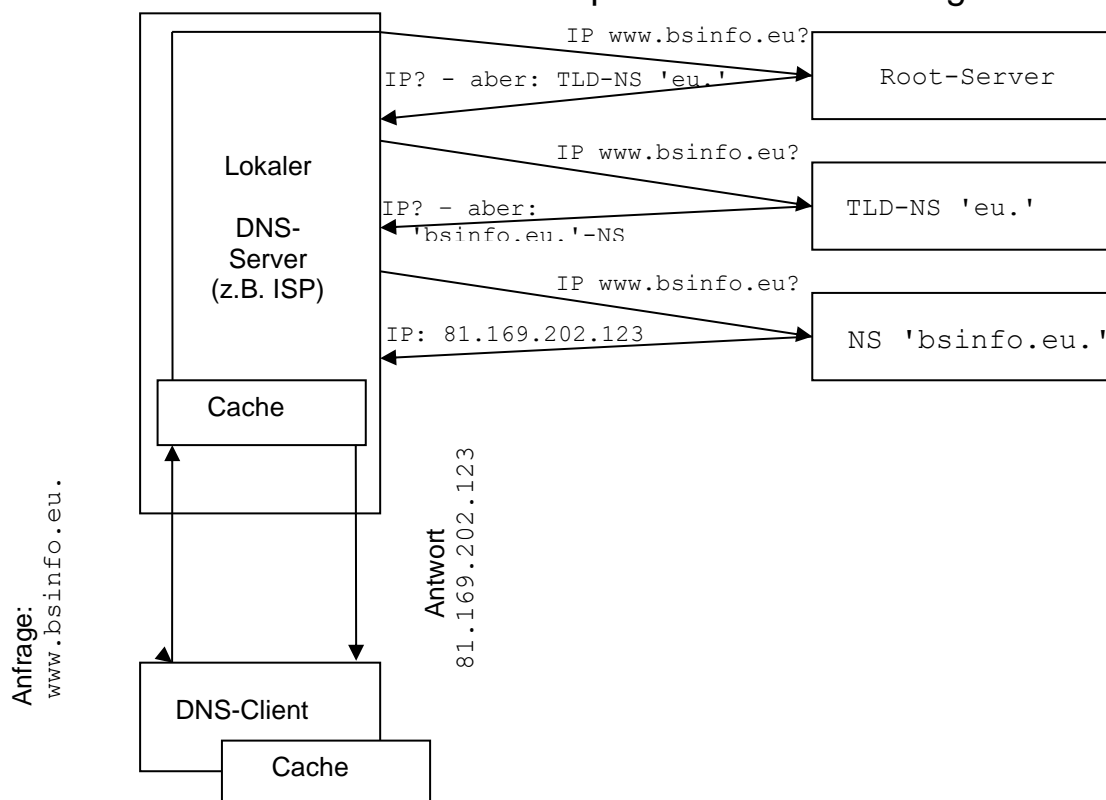 IP www.bsinfo.eu?
Root-Server
IP? - aber: TLD-NS 'eu.'
Lokaler
DNS-
Server
(z.B. ISP)
IP www.bsinfo.eu?
TLD-NS 'eu.'
IP? - aber:
'bsinfo.eu.'-NS
IP www.bsinfo.eu?
NS 'bsinfo.eu.'
IP: 81.169.202.123
Cache
Anfrage:
www.bsinfo.eu.
Antwort
81.169.202.123
DNS-Client
Cache